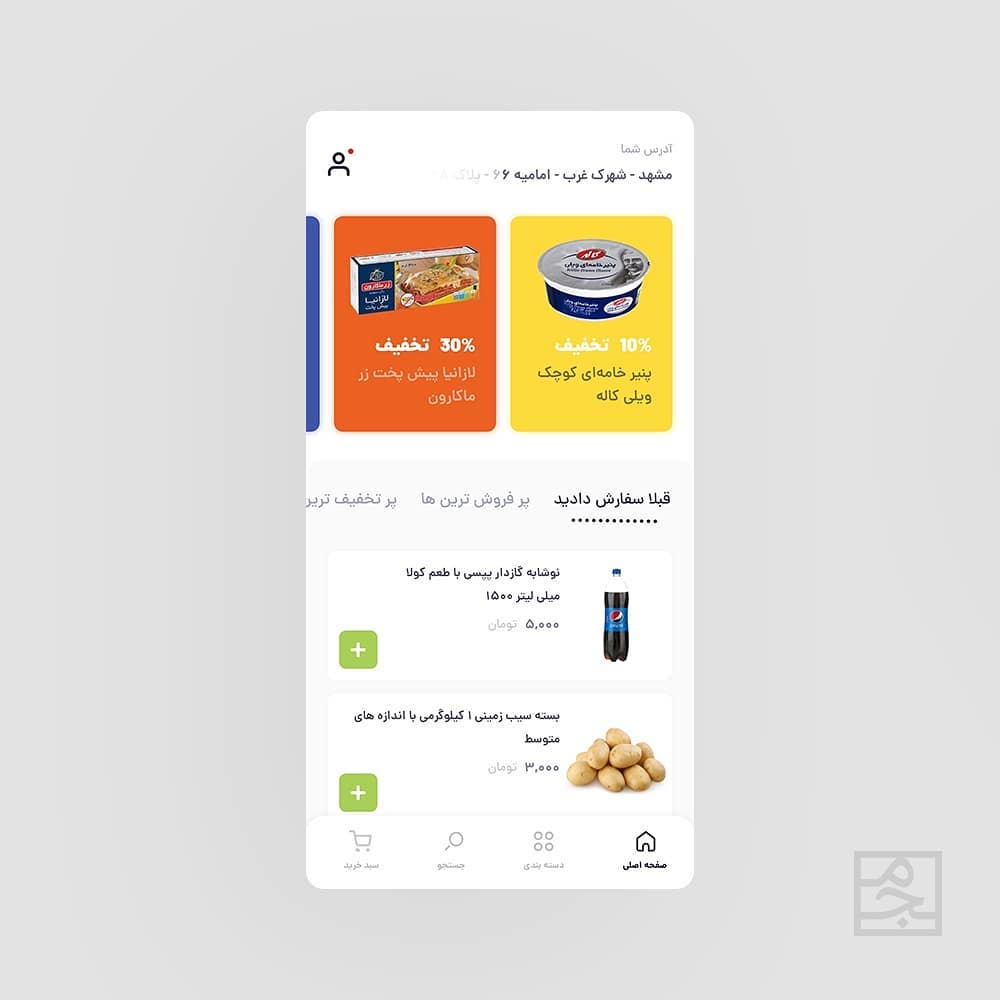 آدرس شما
مشهد - شهرک غرب - امامیه ۶۶ - پلاک
10% تخفیف
پنیر خامه‌ای کوچک
ویلی کاله
30% تخفیف
لازانیا پیش پخت زر
ماکارون
کاله
پنیر خامه‌ای ویلی
زر ماکارون
لازانیا
پیش پخت
قبلا سفارش دادید
پر فروش ترین ها
پر تخفیف ترین
نوشابه گازدار پپسی با طعم کولا
میلی لیتر ۱۵۰۰
۵,۰۰۰ تومان
بسته سیب زمینی ۱ کیلوگرمی با اندازه های
متوسط
۳,۰۰۰ تومان
صفحه اصلی
دسته بندی
جستجو
سبد خرید